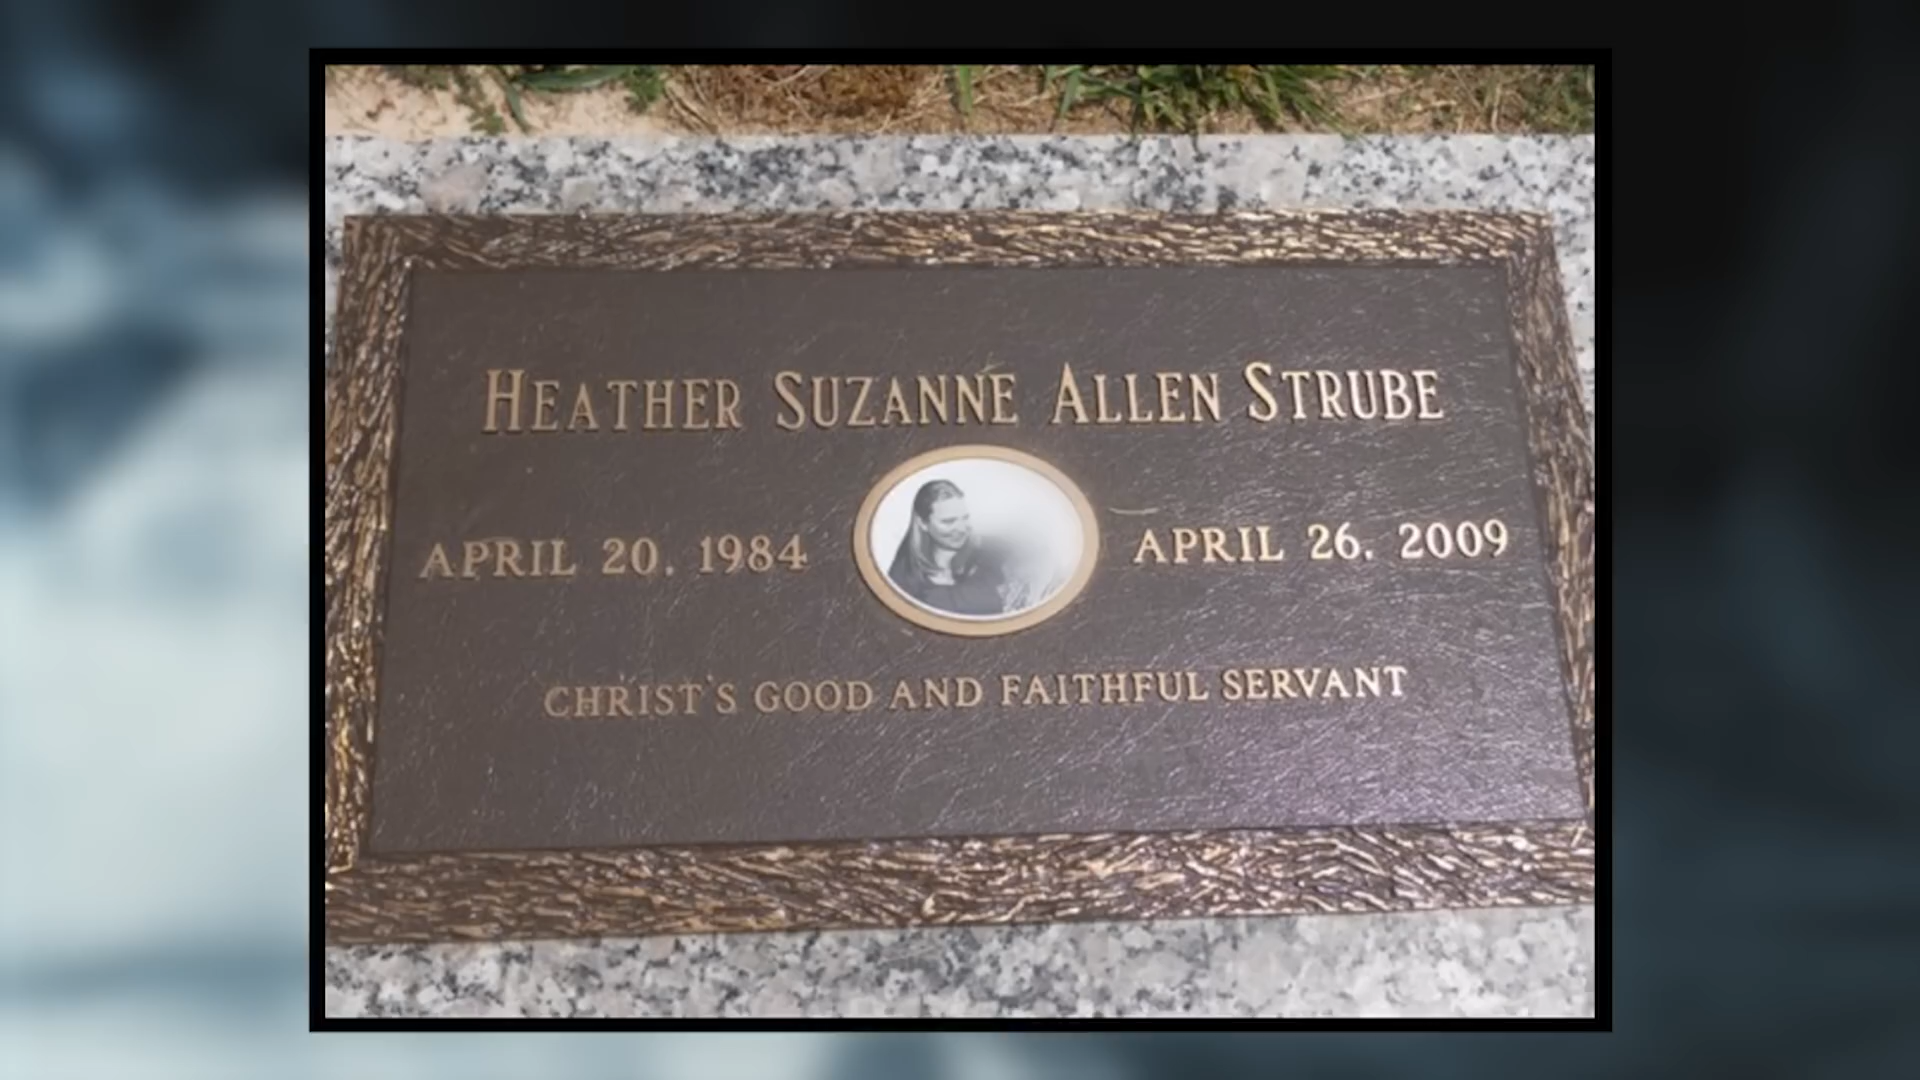 HEATHER SUZANNE ALLEN STRUBE
APRIL 20, 1984 APRIL 26, 2009
CHRIST'S GOOD AND FAITHFUL SERVANT